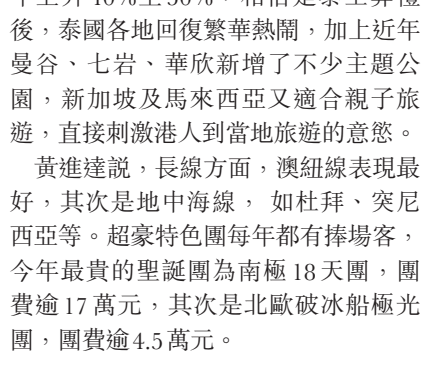 後，泰國各地回復繁華熱鬧，加上近年
曼谷、七岩、華欣新增了不少主題公
園，新加坡及馬來西亞又適合親子旅
遊，直接刺激港人到當地旅遊的意慾。
黃進達説，長線方面，澳紐線表現最
好，其次是地中海線， 如杜拜、突尼
西亞等。超豪特色團每年都有捧場客，
今年最貴的聖誕團為南極 18 天團，團
費逾 17 萬元，其次是北歐破冰船極光
團，團費逾 4.5 萬元。